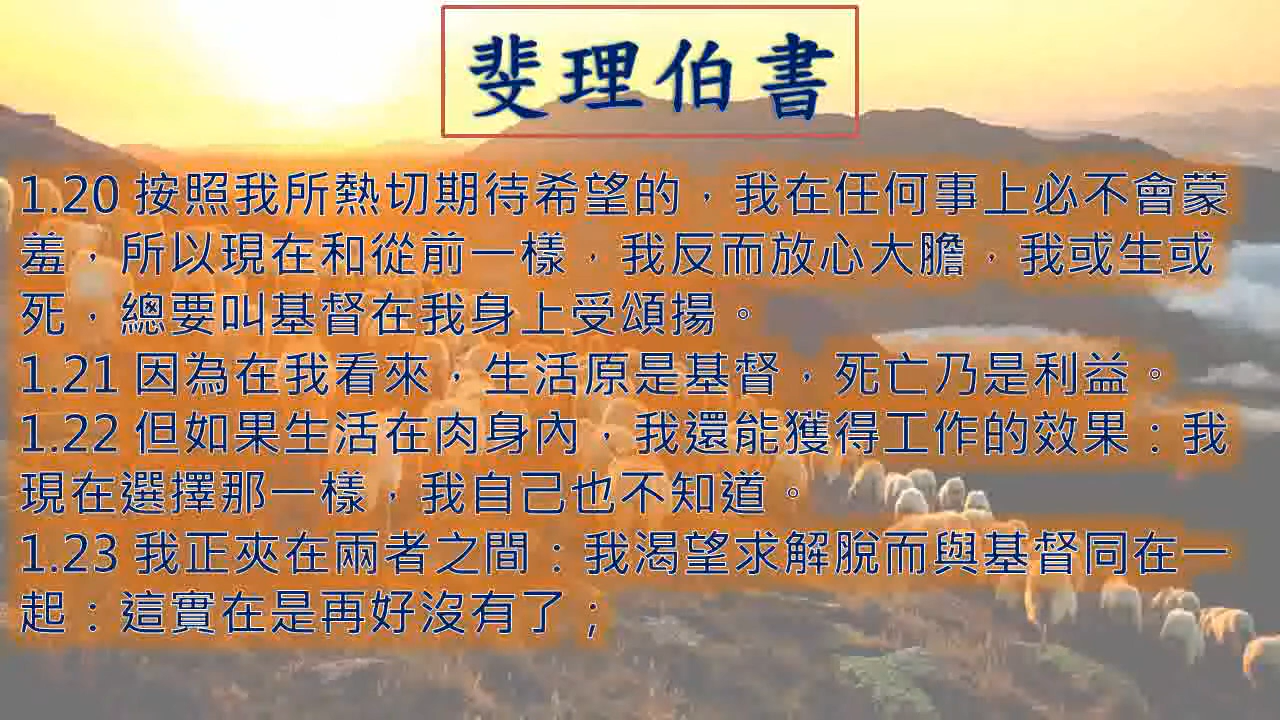 斐理伯書
1.20 按照我所熱切期待希望的，我在任何事上必不會蒙
羞，所以現在和從前一樣，我反而放心大膽，我或生或
死，總要叫基督在我身上受頌揚。
1.21 因為在我看來，生活原是基督，死亡乃是利益。
1.22 但如果生活在肉身內，我還能獲得工作的效果：我
現在選擇那一樣，我自己也不知道。
1.23 我正夾在兩者之間：我渴望求解脫而與基督同在一
起：這實在是再好沒有了；